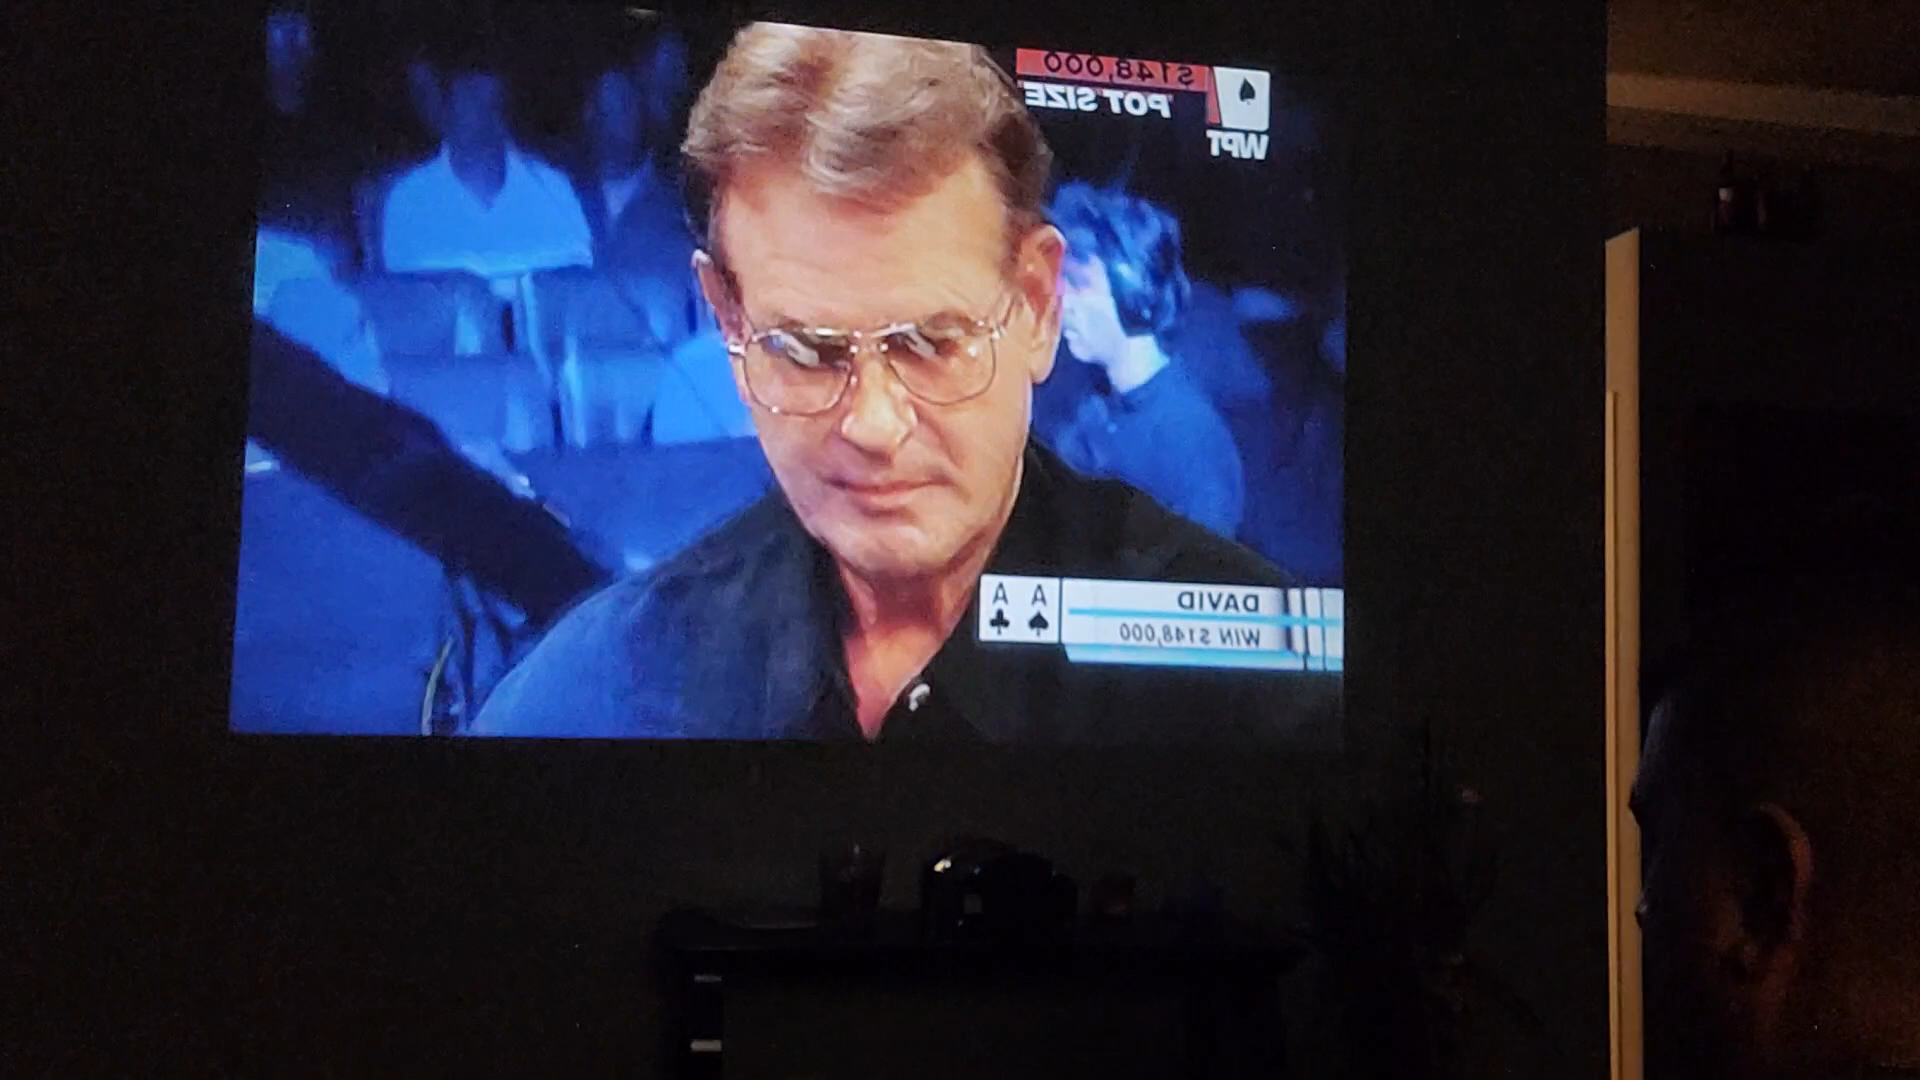 $148,000
POT SIZE
WPT
A A
DAVID
WIN $148,000